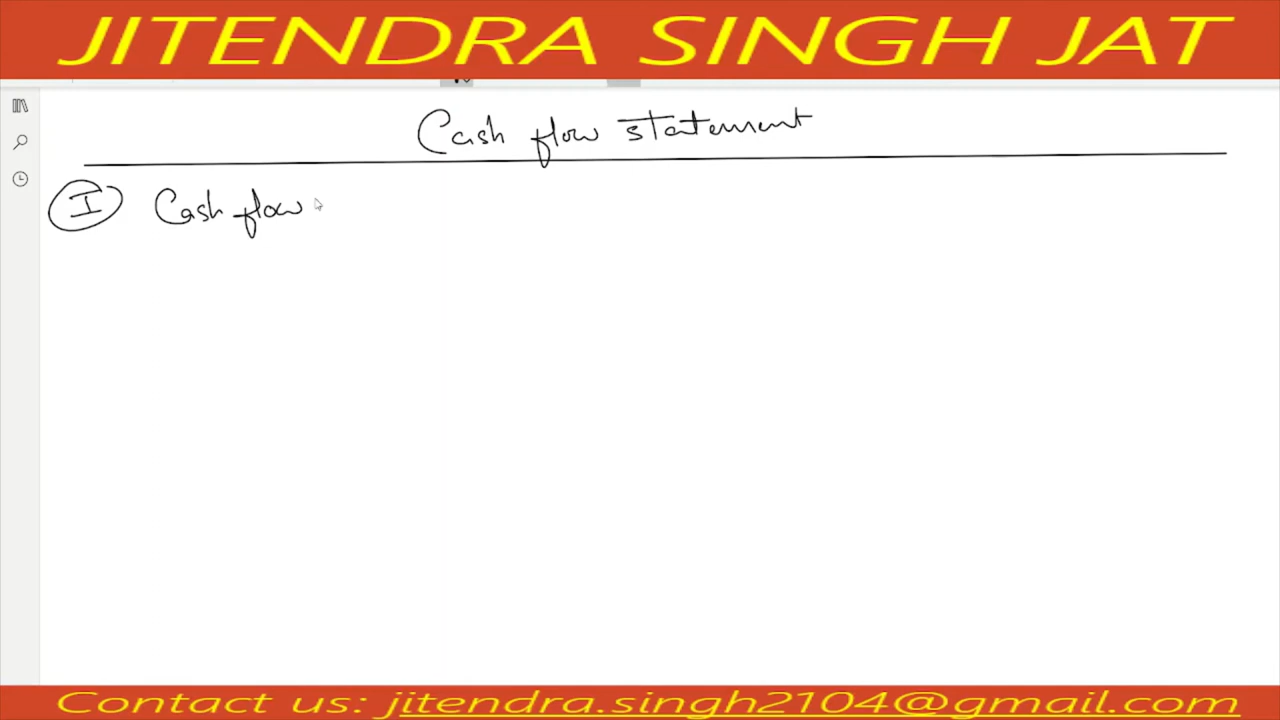 JITENDRA SINGH JAT
Cash flow statement
I Cash flow
Contact us: jitendra.singh2104@gmail.com